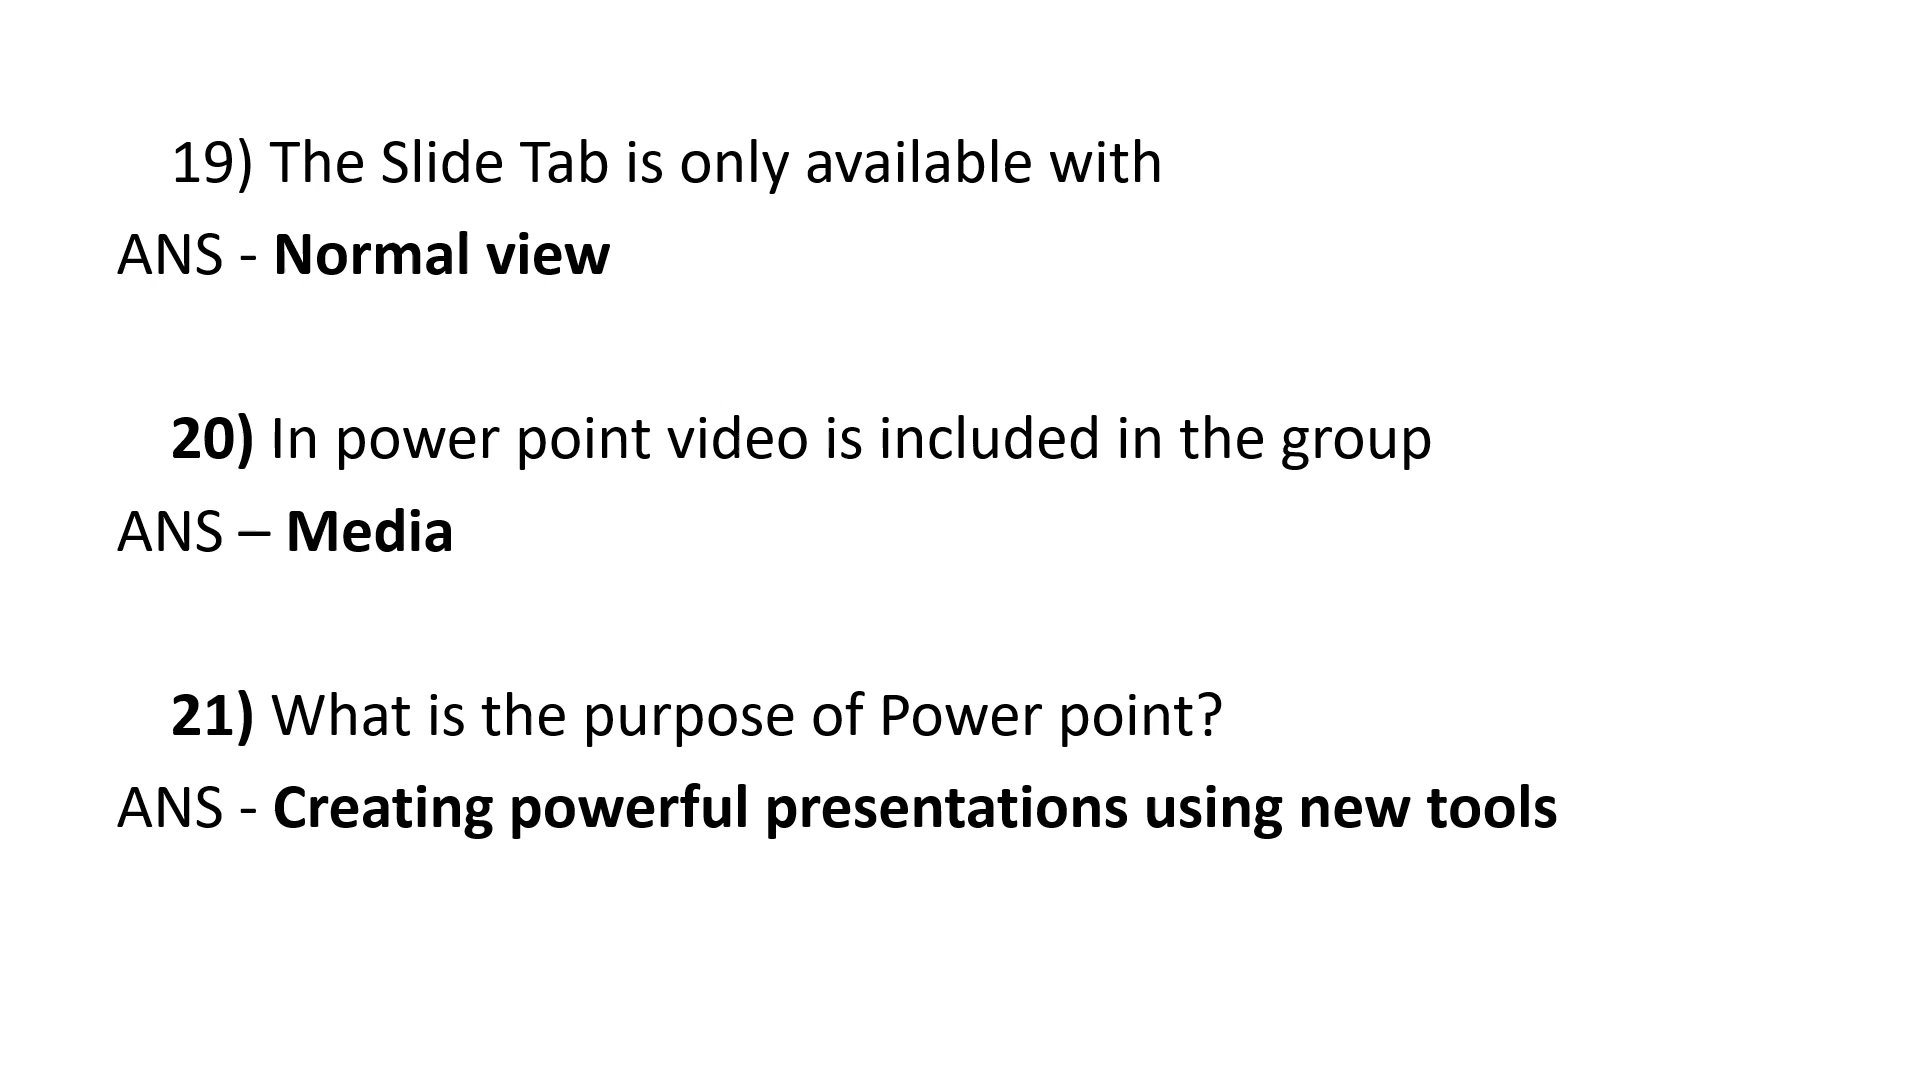 19) The Slide Tab is only available with
ANS - Normal view
20) In power point video is included in the group
ANS – Media
21) What is the purpose of Power point?
ANS - Creating powerful presentations using new tools